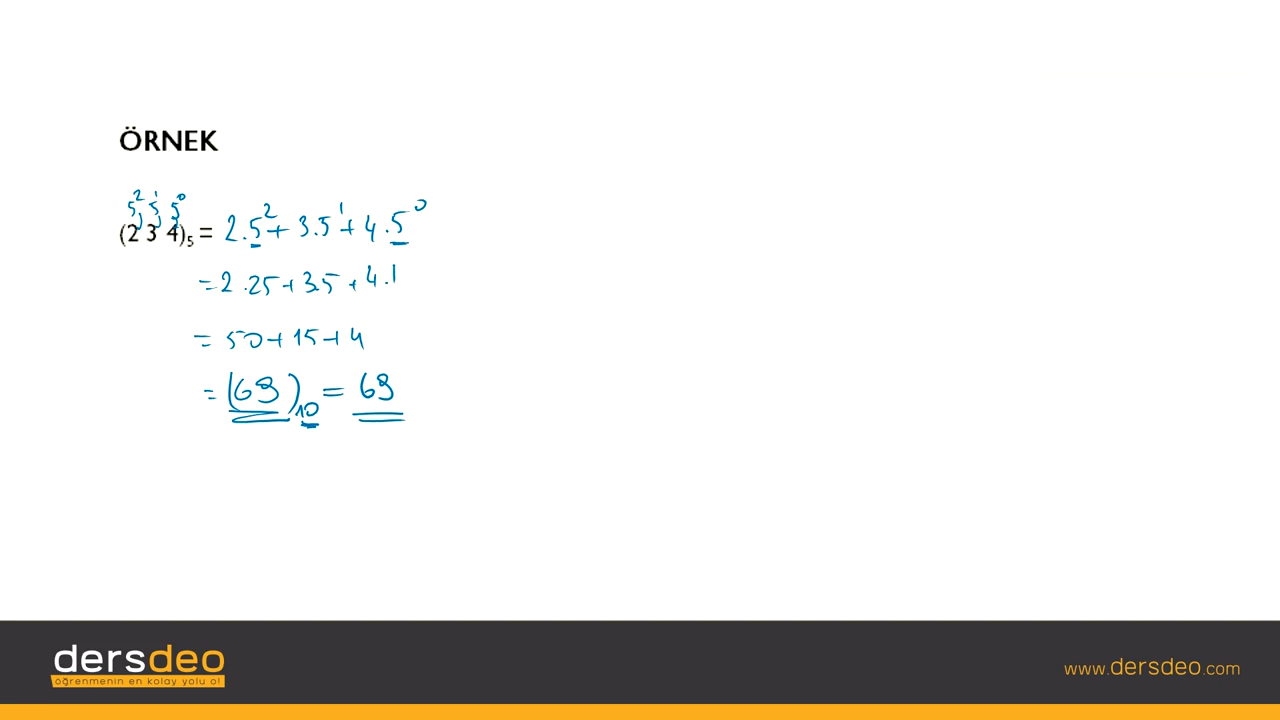 ÖRNEK
5² 5¹ 5⁰
(2 3 4)₅ = 2.5² + 3.5¹ + 4.5⁰
= 2.25 + 3.5 + 4.1
= 50 + 15 + 4
= (69)₁₀ = 69
dersdeo
öğrenmenin en kolay yolu o!
www.dersdeo.com